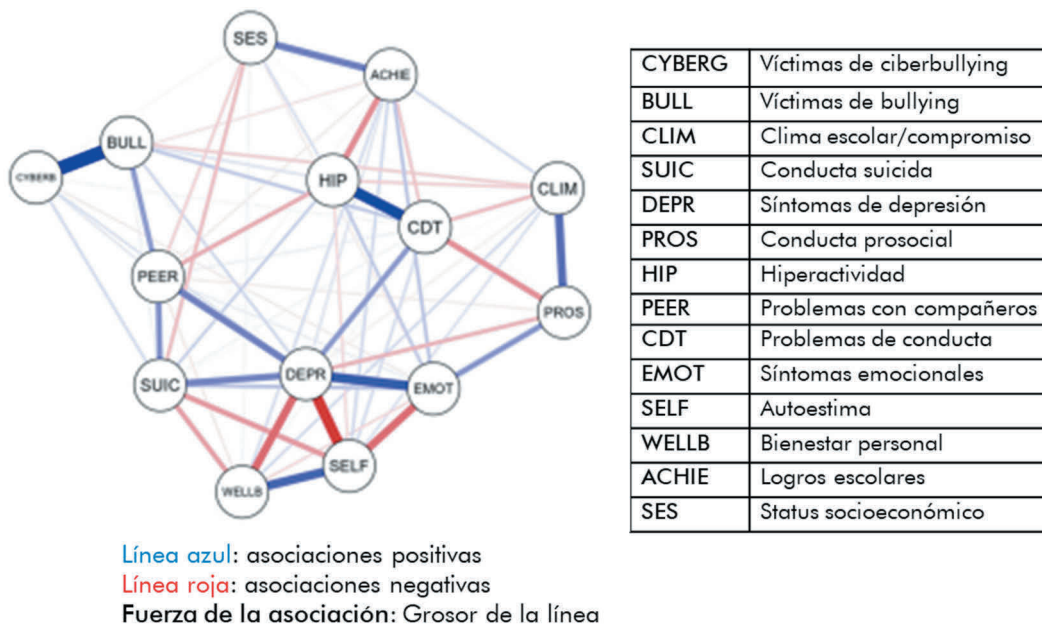 SES
ACHIE
BULL
CYBERB
HIP
CLIM
CDT
PEER
PROS
SUIC
DEPR
EMOT
SELF
WELLB
CYBERG Víctimas de ciberbullying
BULL Víctimas de bullying
CLIM Clima escolar/compromiso
SUIC Conducta suicida
DEPR Síntomas de depresión
PROS Conducta prosocial
HIP Hiperactividad
PEER Problemas con compañeros
CDT Problemas de conducta
EMOT Síntomas emocionales
SELF Autoestima
WELLB Bienestar personal
ACHIE Logros escolares
SES Status socioeconómico
Línea azul: asociaciones positivas
Línea roja: asociaciones negativas
Fuerza de la asociación: Grosor de la línea